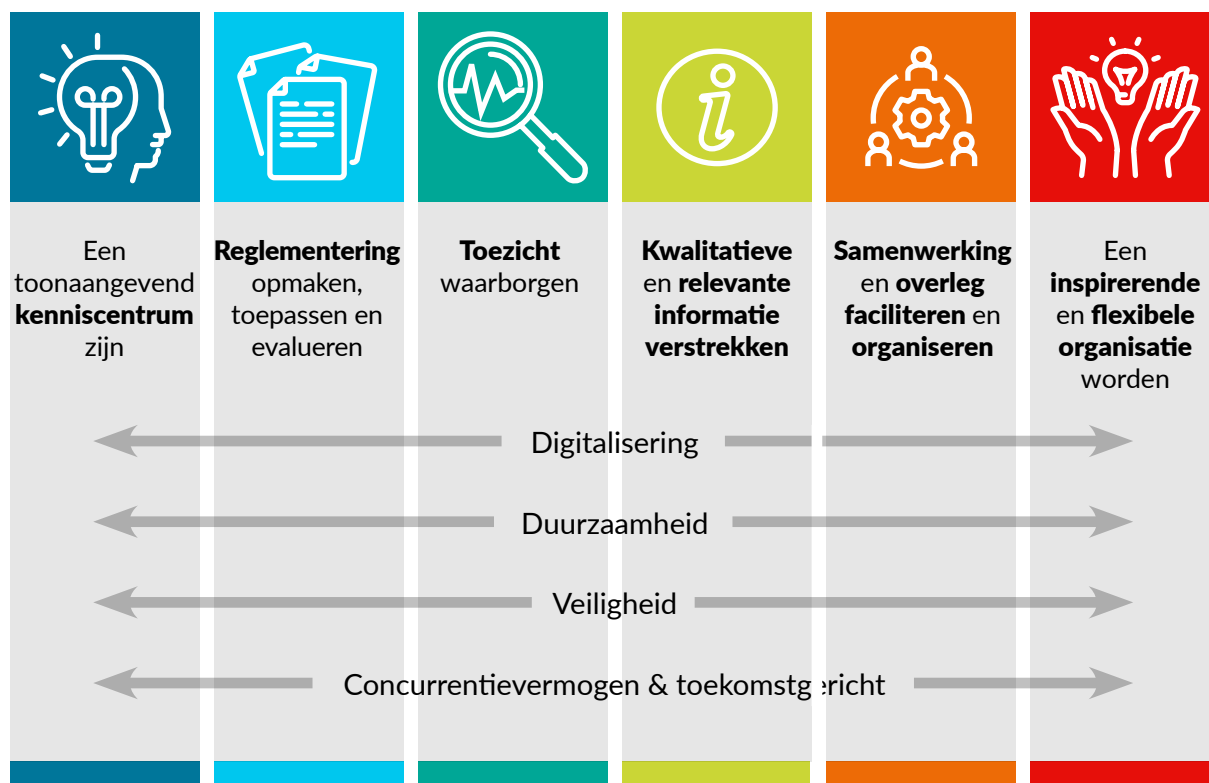 Een
toonaangevend
kenniscentrum
zijn
Reglementering
opmaken,
toepassen en
evalueren
Toezicht
waarborgen
Kwalitatieve
en relevante
informatie
verstrekken
Samenwerking
en overleg
faciliteren en
organiseren
Een
inspirerende
en flexibele
organisatie
worden
Digitalisering
Duurzaamheid
Veiligheid
Concurrentievermogen & toekomstgericht